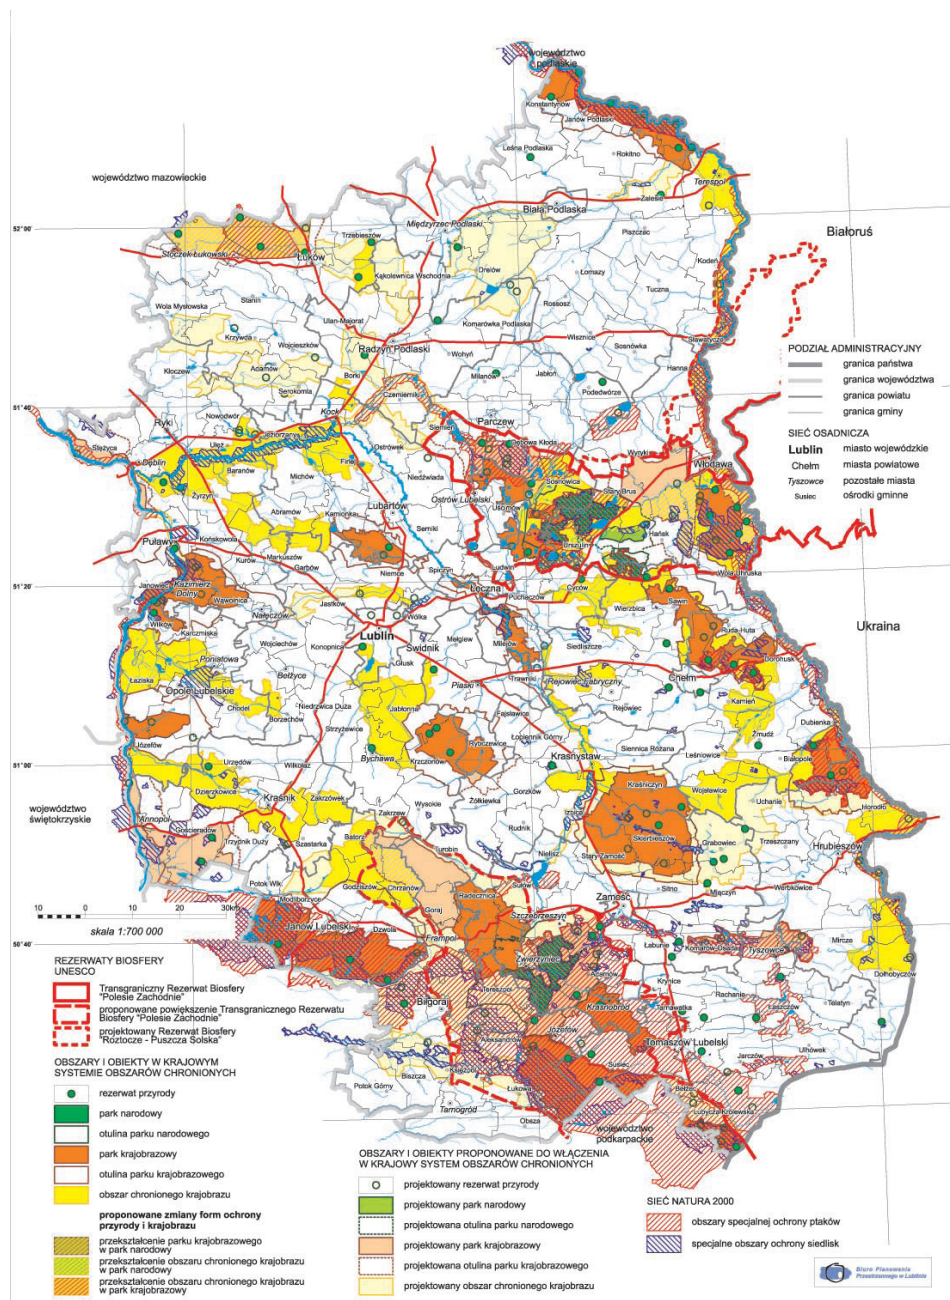 województwo
podlaskie
Konstantynów
Janów Podlaski
Leśna Podlaska
Rokitno
województwo mazowieckie
Terespol
Zalesie
Biała Podlaska
52°00'
Międzyrzec Podlaski
Trzebieszów
Piszczac
Białoruś
Stoczek Łukowski
Łuków
Kąkolewnica Wschodnia
Drelów
Łomazy
Kodeń
Tuczna
Wola Mysłowska
Stanin
Rossosz
Ulan-Majorat
Komarówka Podlaska
Wisznice
Sosnówka
Sławatycze
Krzywda
Wojcieszków
Radzyń Podlaski
Wohyń
PODZIAŁ ADMINISTRACYJNY
granica państwa
granica województwa
granica powiatu
granica gminy
Kłoczew
Adamów
Borki
Milanów
Jabłoń
Hanna
Serokomla
Czemierniki
Podedwórze
51°40'
Nowodwór
Kock
Siemień
Parczew
Ryki
Ułęż
Jeziorzany
Ostrówek
Dębowa Kłoda
Wyryki
SIEĆ OSADNICZA
Lublin
miasto wojewódzkie
Chełm
miasta powiatowe
Tyszowce
pozostałe miasta
Susiec
ośrodki gminne
Stężyca
Dęblin
Baranów
Michów
Firlej
Niedźwiada
Sosnowica
Stary Brus
Włodawa
Żyrzyn
Abramów
Kamionka
Lubartów
Ostrów Lubelski
Uścimów
Hańsk
Puławy
Końskowola
Kurów
Markuszów
Garbów
Niemce
Serniki
Spiczyn
Ludwin
Urszulin
Wola Uhruska
51°20'
Janowiec
Kazimierz
Dolny
Wąwolnica
Nałęczów
Jastków
Wólka
Łęczna
Puchaczów
Cyców
Wierzbica
Sawin
Wilków
Karczmiska
Wojciechów
Konopnica
Lublin
Świdnik
Mełgiew
Milejów
Siedliszcze
Ruda-Huta
Ukraina
Łaziska
Poniatowa
Bełżyce
Głusk
Piaski
Trawniki
Rejowiec Fabryczny
Chełm
Dorohusk
Opole Lubelskie
Chodel
Borzechów
Niedrzwica Duża
Jabłonna
Fajsławice
Rejowiec
Kamień
Józefów
Strzyżewice
Rybczewice
Łopiennik Górny
Siennica Różana
Leśniowice
Żmudź
Dubienka
51°00'
Urzędów
Wilkołaz
Bychawa
Krzczonów
Krasnystaw
Białopole
Dzierzkowice
Kraśnik
Zakrzówek
Wysokie
Żółkiewka
Gorzków
Kraśniczyn
Wojsławice
Uchanie
Horodło
województwo
świętokrzyskie
Annopol
Gościeradów
Trzydnik Duży
Szastarka
Batorz
Zakrzew
Turobin
Rudnik
Izbica
Skierbieszów
Grabowiec
Trzeszczany
Hrubieszów
Nielisz
Stary Zamość
Potok Wlk.
Modliborzyce
Godziszów
Chrzanów
Radecznica
Sułów
Sitno
Miączyn
Werbkowice
10 0 10 20 30km
skala 1:700 000
Goraj
Szczebrzeszyn
Zamość
50°40'
Janów Lubelski
Dzwola
Frampol
Zwierzyniec
Łabunie
Komarów-Osada
Tyszowce
Mircze
Dołhobyczów
REZERWATY BIOSFERY
UNESCO
Transgraniczny Rezerwat Biosfery
"Polesie Zachodnie"
proponowane powiększenie Transgranicznego Rezerwatu
Biosfery "Polesie Zachodnie"
projektowany Rezerwat Biosfery
"Roztocze - Puszcza Solska"
Biłgoraj
Tereszpol
Adamów
Krasnobród
Krynice
Tarnawatka
Rachanie
Łaszczów
Telatyn
Aleksandrów
Józefów
Tomaszów Lubelski
Ulhówek
Jarczów
Biszcza
Księżpol
Susiec
Bełżec
Potok Górny
Łukowa
Tarnogród
Lubycza Królewska
Obsza
województwo
podkarpackie
OBSZARY I OBIEKTY W KRAJOWYM
SYSTEMIE OBSZARÓW CHRONIONYCH
rezerwat przyrody
park narodowy
otulina parku narodowego
park krajobrazowy
otulina parku krajobrazowego
obszar chronionego krajobrazu
proponowane zmiany form ochrony
przyrody i krajobrazu
przekształcenie parku krajobrazowego
w park narodowy
przekształcenie obszaru chronionego krajobrazu
w park narodowy
przekształcenie obszaru chronionego krajobrazu
w park krajobrazowy
OBSZARY I OBIEKTY PROPONOWANE DO WŁĄCZENIA
W KRAJOWY SYSTEM OBSZARÓW CHRONIONYCH
projektowany rezerwat przyrody
projektowany park narodowy
projektowana otulina parku narodowego
projektowany park krajobrazowy
projektowana otulina parku krajobrazowego
projektowany obszar chronionego krajobrazu
SIEĆ NATURA 2000
obszary specjalnej ochrony ptaków
specjalne obszary ochrony siedlisk
Biuro Planowania
Przestrzennego w Lublinie